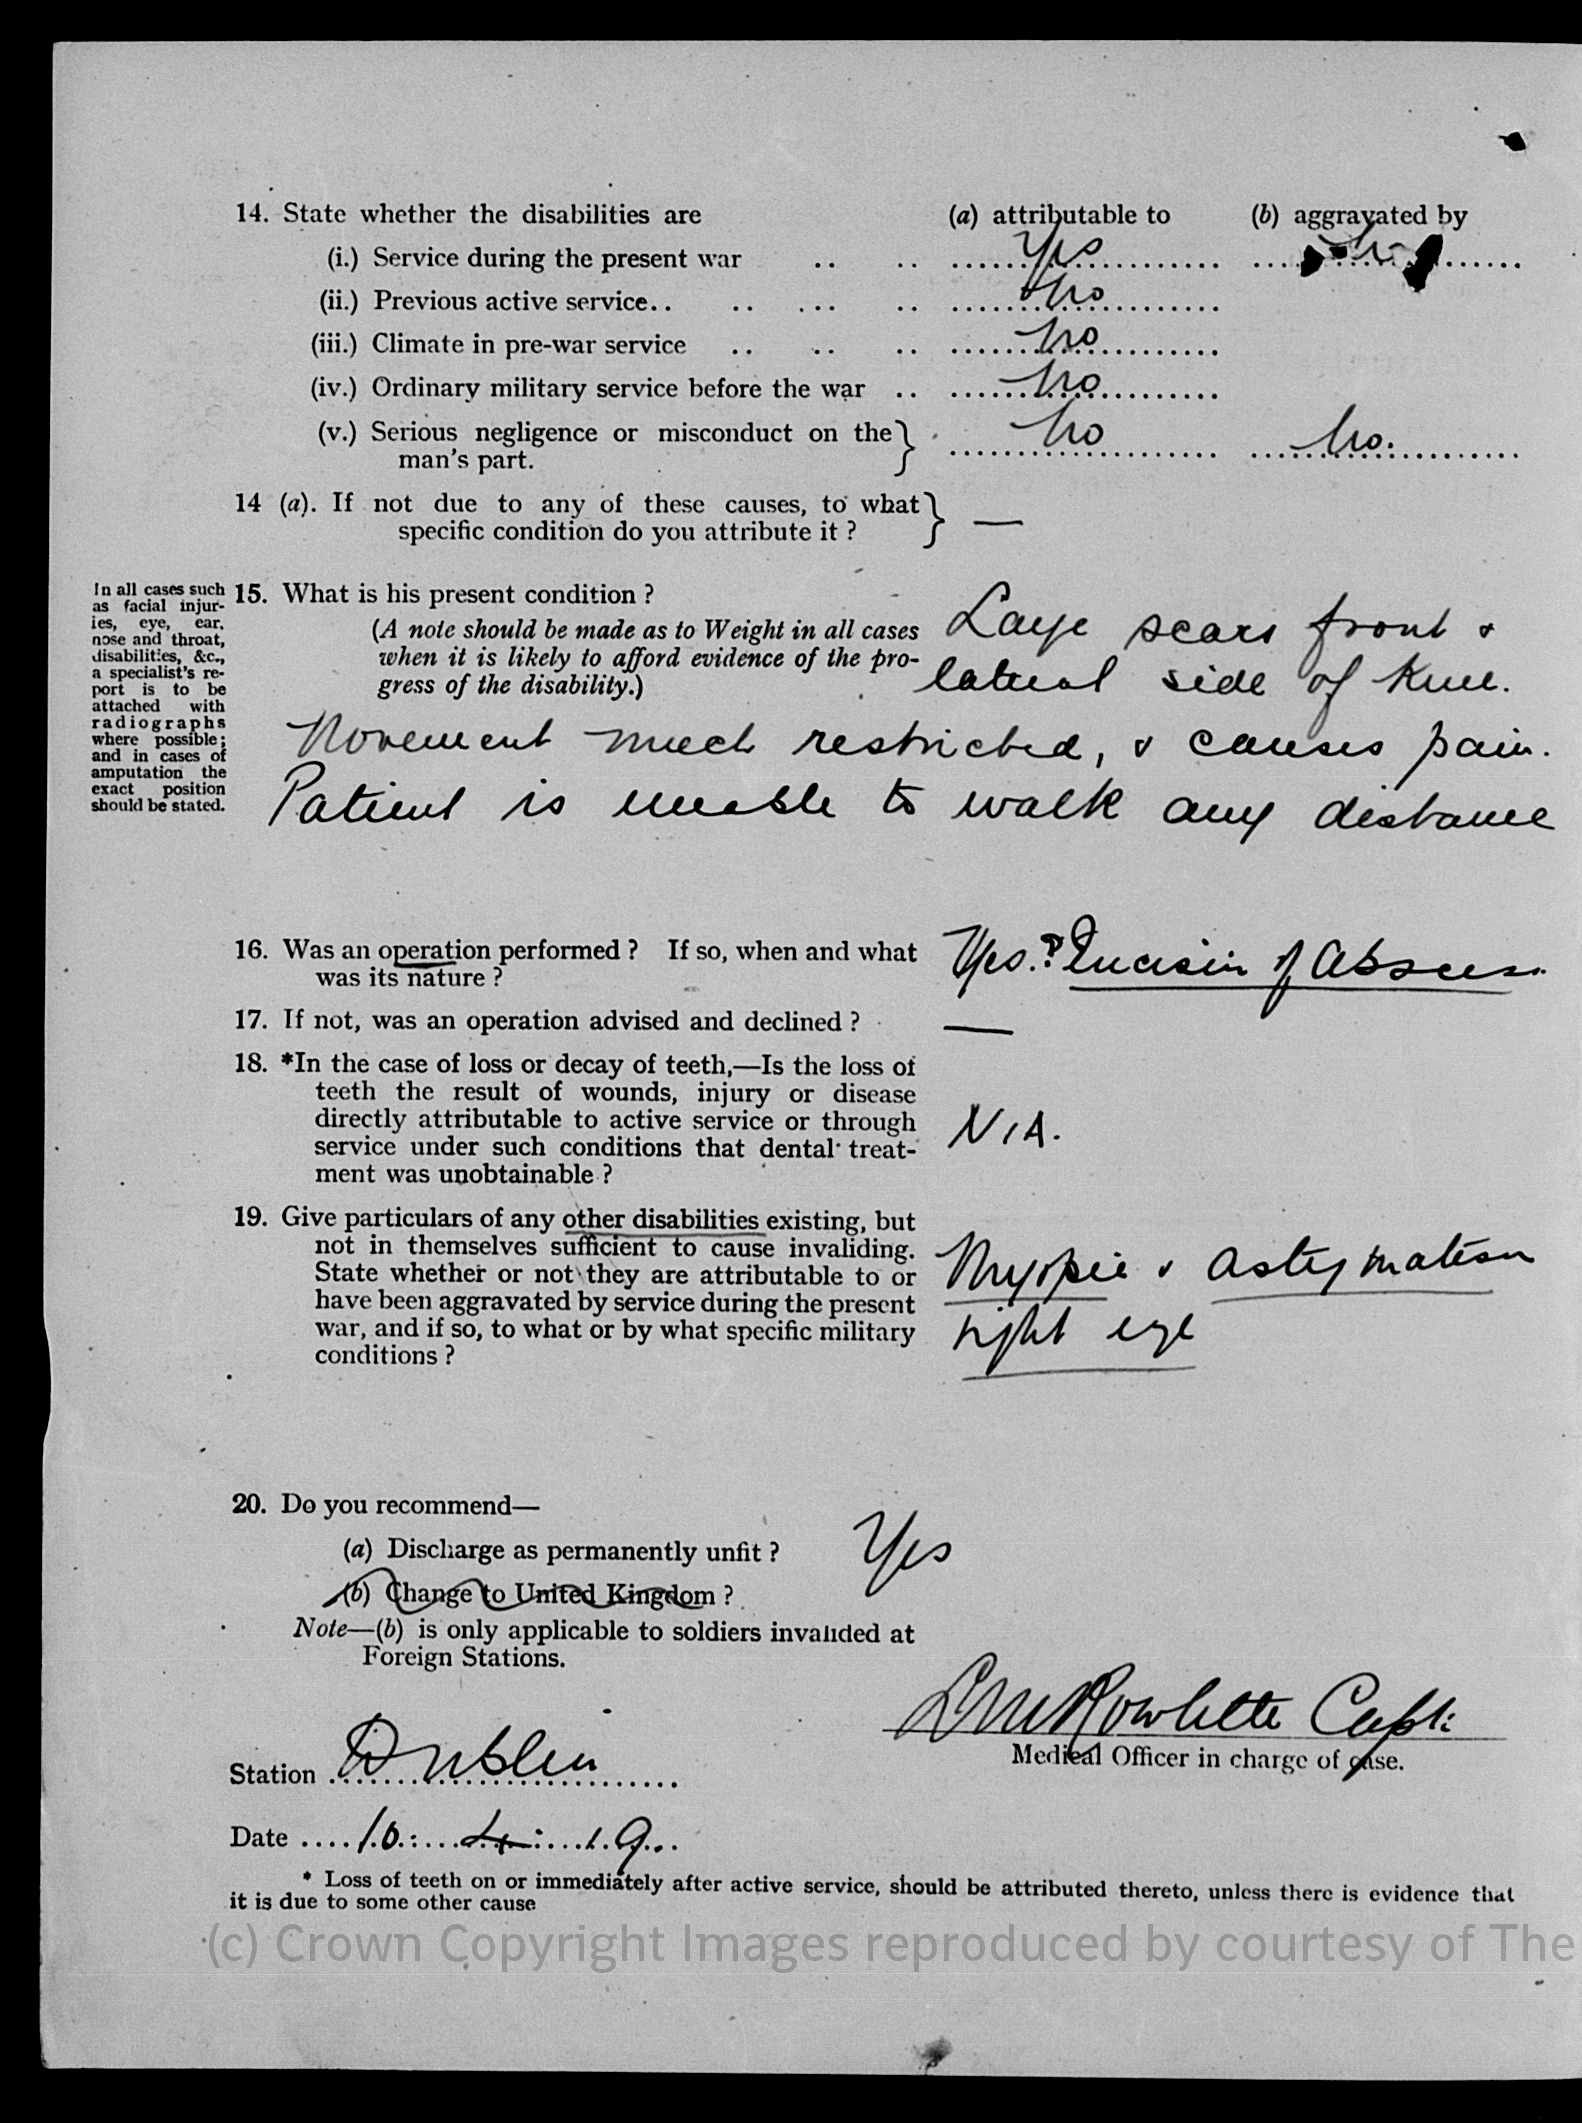 14. State whether the disabilities are (a) attributable to (b) aggravated by
(i.) Service during the present war .. .. Yes
(ii.) Previous active service.. .. ... .. No
(iii.) Climate in pre-war service .. .. .. No
(iv.) Ordinary military service before the war .. No
(v.) Serious negligence or misconduct on the } No No.
man's part.
14 (a). If not due to any of these causes, to what } —
specific condition do you attribute it ?
In all cases such
as facial injur-
ies, eye, ear,
nose and throat,
disabilities, &c.,
a specialist's re-
port is to be
attached with
radiographs
where possible;
and in cases of
amputation the
exact position
should be stated.
15. What is his present condition ?
(A note should be made as to Weight in all cases Large scars front &
when it is likely to afford evidence of the pro- lateral side of knee.
gress of the disability.)
Movement much restricted, & causes pain.
Patient is unable to walk any distance
16. Was an operation performed ? If so, when and what Yes. ? Incision of Abscess.
was its nature ?
17. If not, was an operation advised and declined ? —
18. *In the case of loss or decay of teeth,—Is the loss of
teeth the result of wounds, injury or disease
directly attributable to active service or through N/A.
service under such conditions that dental treat-
ment was unobtainable ?
19. Give particulars of any other disabilities existing, but
not in themselves sufficient to cause invaliding. Myopia & astigmatism
State whether or not they are attributable to or
have been aggravated by service during the present
war, and if so, to what or by what specific military right eye
conditions ?
20. Do you recommend—
(a) Discharge as permanently unfit ? Yes
(b) Change to United Kingdom ?
Note—(b) is only applicable to soldiers invalided at
Foreign Stations.
Rowlette Capt:
Medical Officer in charge of case.
Station Dublin
Date 10. 4. 19.
* Loss of teeth on or immediately after active service, should be attributed thereto, unless there is evidence that
it is due to some other cause
(c) Crown Copyright Images reproduced by courtesy of The